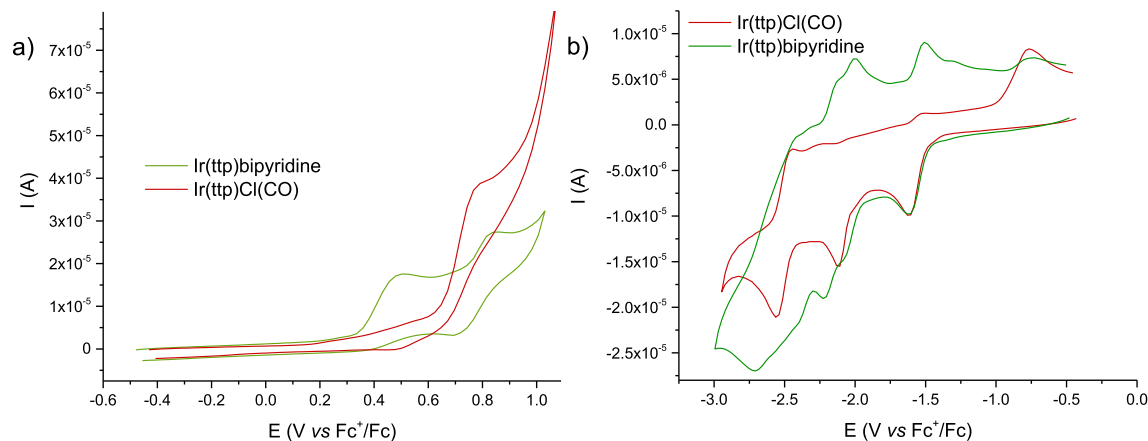 a)
7x10⁻⁵
6x10⁻⁵
5x10⁻⁵
4x10⁻⁵
3x10⁻⁵
2x10⁻⁵
1x10⁻⁵
0
I (A)
Ir(ttp)bipyridine
Ir(ttp)Cl(CO)
-0.6 -0.4 -0.2 0.0 0.2 0.4 0.6 0.8 1.0
E (V vs Fc⁺/Fc)
b)
Ir(ttp)Cl(CO)
Ir(ttp)bipyridine
1.0x10⁻⁵
5.0x10⁻⁶
0.0
-5.0x10⁻⁶
-1.0x10⁻⁵
-1.5x10⁻⁵
-2.0x10⁻⁵
-2.5x10⁻⁵
I (A)
-3.0 -2.5 -2.0 -1.5 -1.0 -0.5 0.0
E (V vs Fc⁺/Fc)